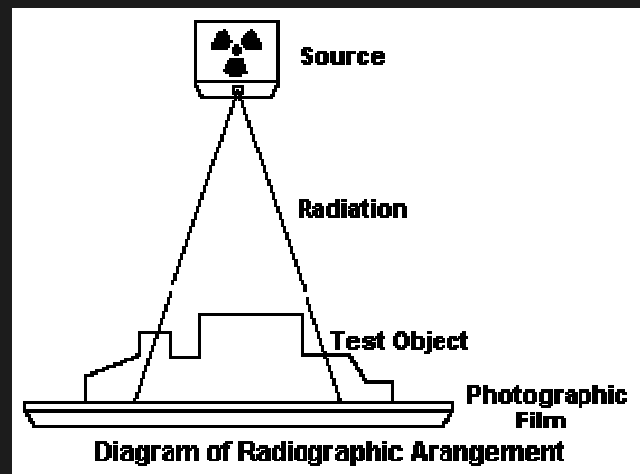 Source
Radiation
Test Object
Photographic
Film
Diagram of Radiographic Arangement